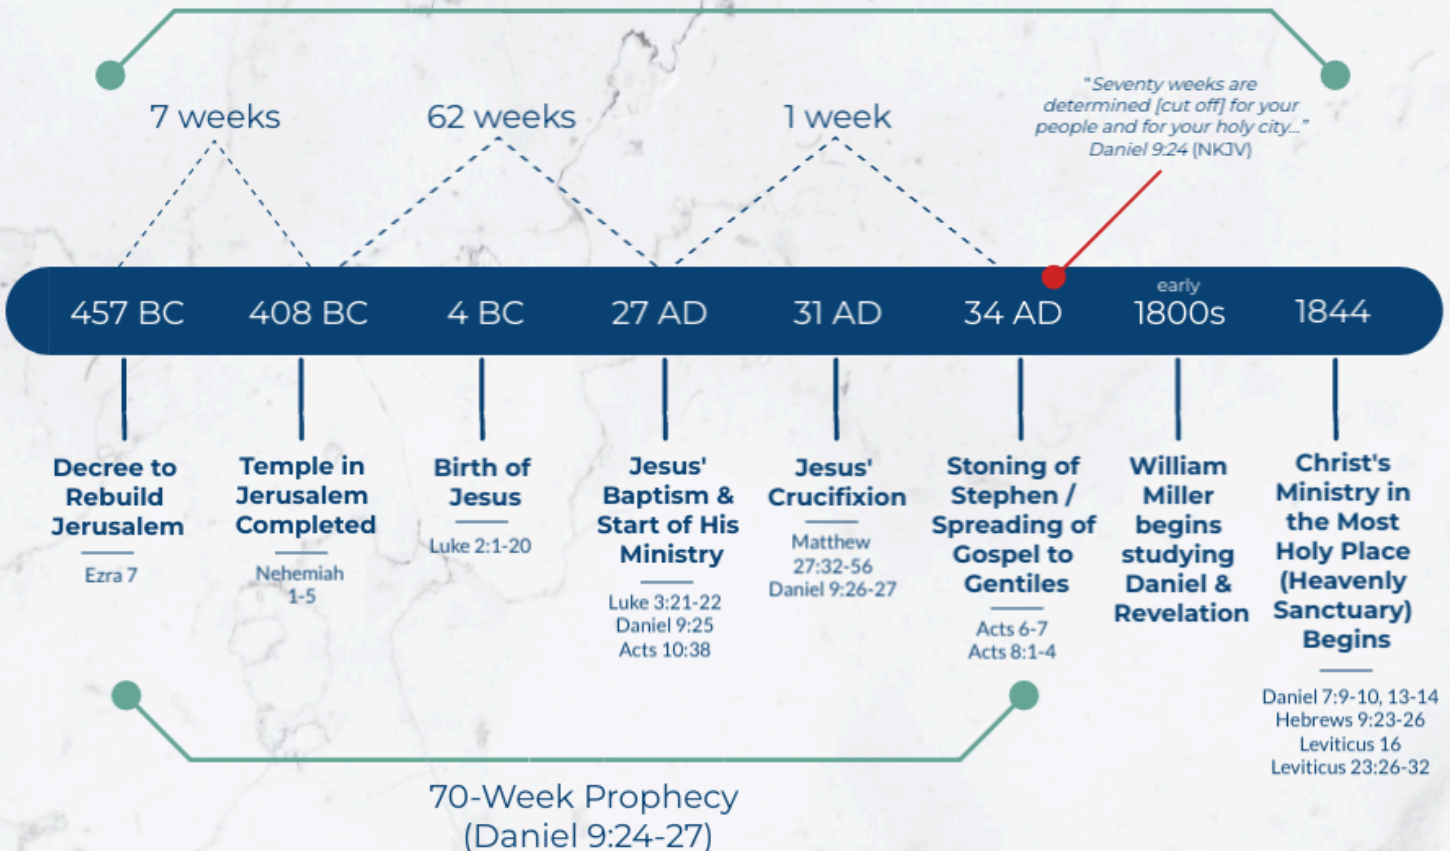 7 weeks
62 weeks
1 week
"Seventy weeks are
determined [cut off] for your
people and for your holy city..."
Daniel 9:24 (NKJV)
457 BC
408 BC
4 BC
27 AD
31 AD
34 AD
early
1800s
1844
Decree to
Rebuild
Jerusalem
Ezra 7
Temple in
Jerusalem
Completed
Nehemiah
1-5
Birth of
Jesus
Luke 2:1-20
Jesus'
Baptism &
Start of His
Ministry
Luke 3:21-22
Daniel 9:25
Acts 10:38
Jesus'
Crucifixion
Matthew
27:32-56
Daniel 9:26-27
Stoning of
Stephen /
Spreading of
Gospel to
Gentiles
Acts 6-7
Acts 8:1-4
William
Miller
begins
studying
Daniel &
Revelation
Christ's
Ministry in
the Most
Holy Place
(Heavenly
Sanctuary)
Begins
Daniel 7:9-10, 13-14
Hebrews 9:23-26
Leviticus 16
Leviticus 23:26-32
70-Week Prophecy
(Daniel 9:24-27)